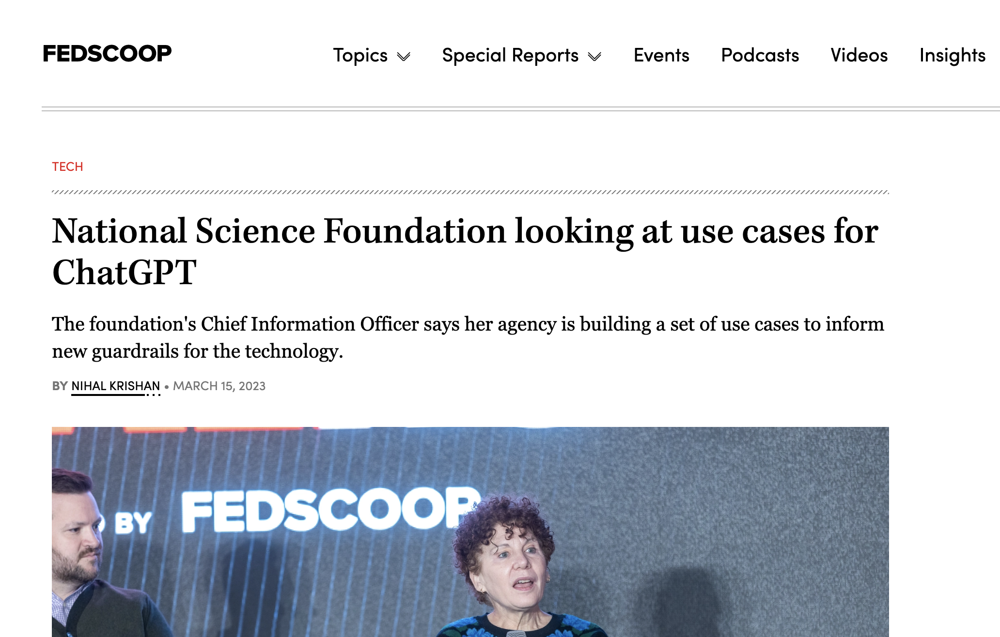 FEDSCOOP
Topics Special Reports Events Podcasts Videos Insights
TECH
National Science Foundation looking at use cases for
ChatGPT
The foundation's Chief Information Officer says her agency is building a set of use cases to inform
new guardrails for the technology.
BY NIHAL KRISHAN • MARCH 15, 2023
BY FEDSCOOP